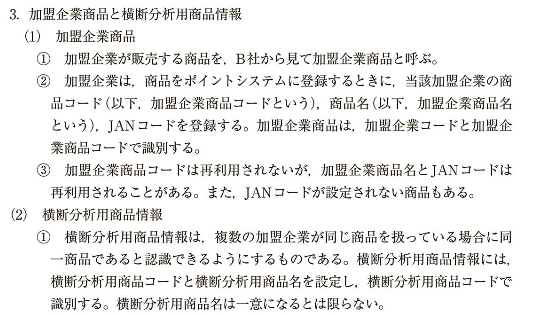 3. 加盟企業商品と横断分析用商品情報
(1) 加盟企業商品
① 加盟企業が販売する商品を，B社から見て加盟企業商品と呼ぶ。
② 加盟企業は，商品をポイントシステムに登録するときに，当該加盟企業の商
品コード(以下，加盟企業商品コードという)，商品名(以下，加盟企業商品名
という)，JANコードを登録する。加盟企業商品は，加盟企業コードと加盟企
業商品コードで識別する。
③ 加盟企業商品コードは再利用されないが，加盟企業商品名とJANコードは
再利用されることがある。また，JANコードが設定されない商品もある。
(2) 横断分析用商品情報
① 横断分析用商品情報は，複数の加盟企業が同じ商品を扱っている場合に同
一商品であると認識できるようにするものである。横断分析用商品情報には，
横断分析用商品コードと横断分析用商品名を設定し，横断分析用商品コードで
識別する。横断分析用商品名は一意になるとは限らない。